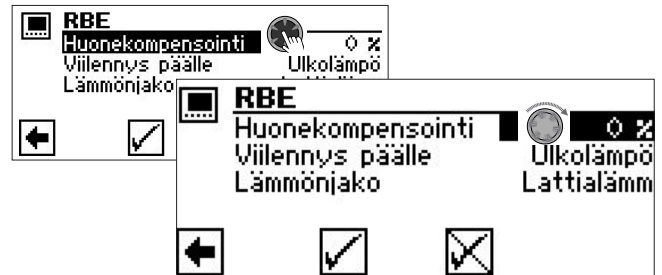 RBE
Huonekompensointi 0 %
Viilennys päälle Ulkolämpö
Lämmönjako
RBE
Huonekompensointi 0 %
Viilennys päälle Ulkolämpö
Lämmönjako Lattialämm